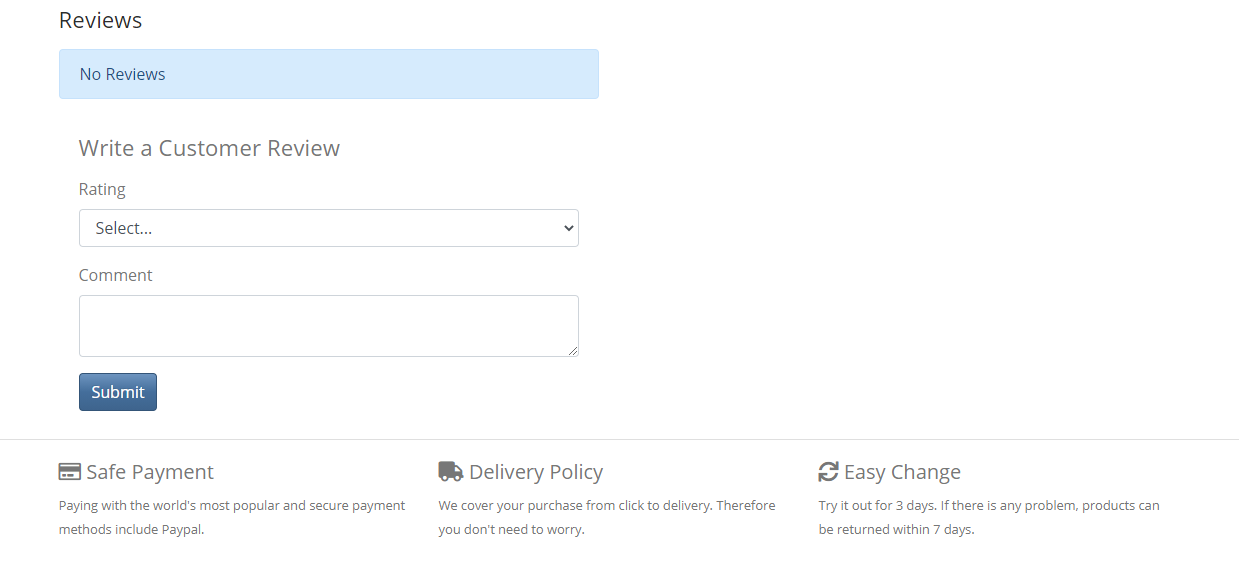 Reviews
No Reviews
Write a Customer Review
Rating
Select...
Comment
Submit
Safe Payment
Paying with the world's most popular and secure payment
methods include Paypal.
Delivery Policy
We cover your purchase from click to delivery. Therefore
you don't need to worry.
Easy Change
Try it out for 3 days. If there is any problem, products can
be returned within 7 days.